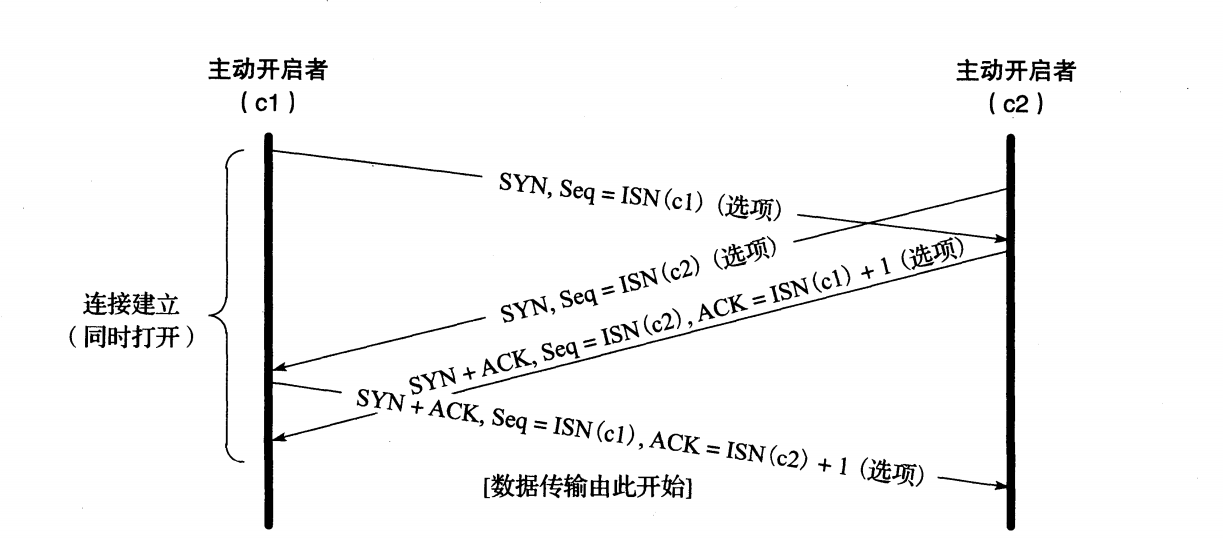 主动开启者
（c1）
主动开启者
（c2）
SYN, Seq = ISN(c1)（选项）
SYN, Seq = ISN(c2)（选项）
SYN + ACK, Seq = ISN(c2), ACK = ISN(c1) + 1（选项）
连接建立
（同时打开）
SYN + ACK, Seq = ISN(c1), ACK = ISN(c2) + 1（选项）
[数据传输由此开始]